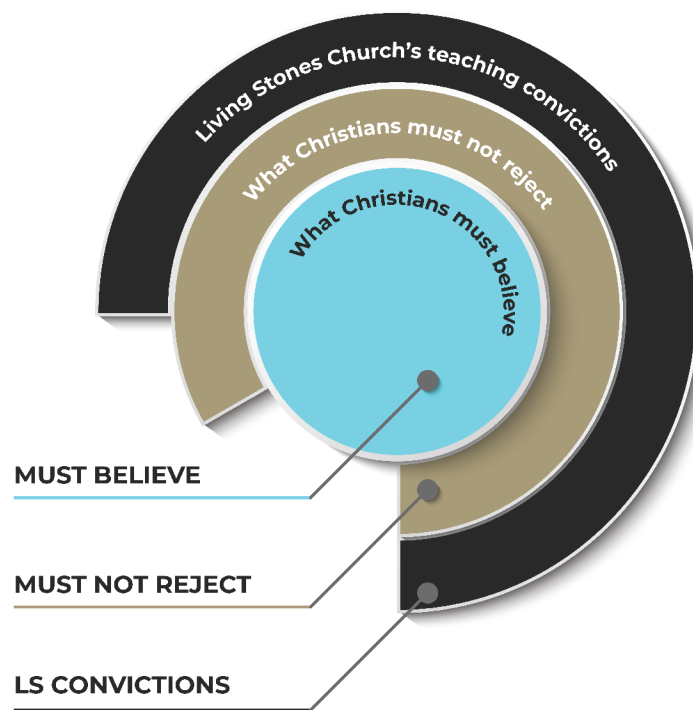 Living Stones Church’s teaching convictions
What Christians must not reject
What Christians must believe
MUST BELIEVE
MUST NOT REJECT
LS CONVICTIONS